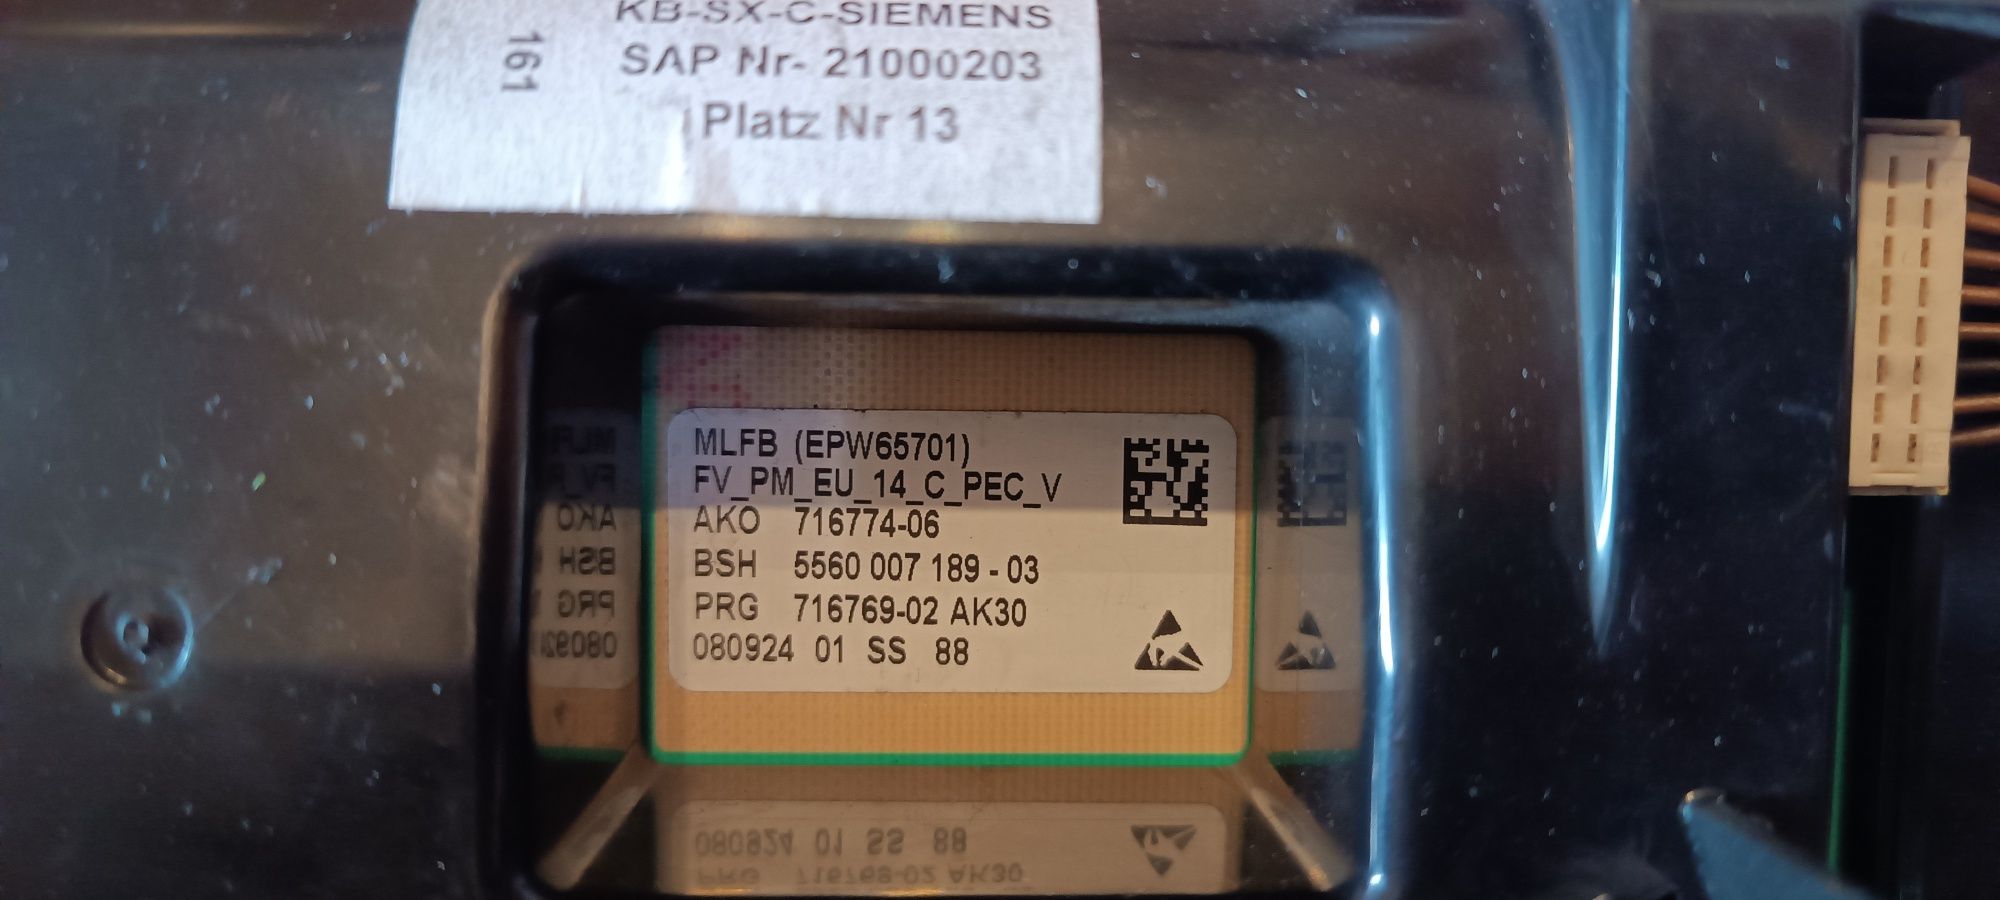 KB-SX-C-SIEMENS
SAP Nr- 21000203
Platz Nr 13
161
MLFB (EPW65701)
FV_PM_EU_14_C_PEC_V
AKO 716774-06
BSH 5560 007 189 - 03
PRG 716769-02 AK30
080924 01 SS 88